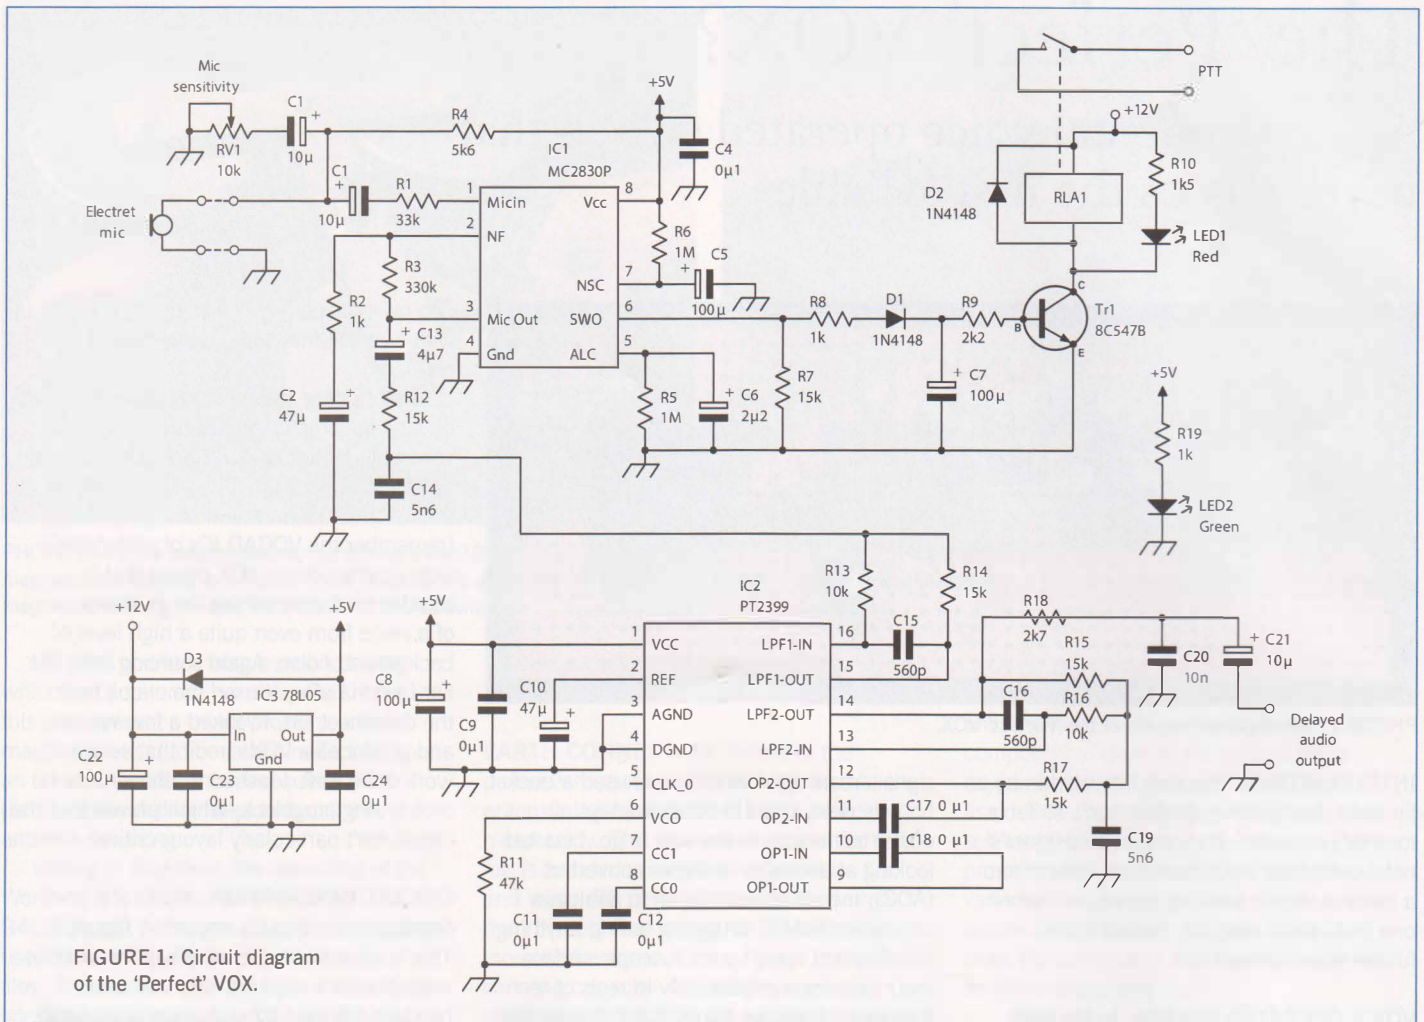 Mic
sensitivity
RV1
10k
C1
+
10µ
R4
5k6
+5V
C4
0µ1
Electret
mic
C1
+
10µ
R1
33k
IC1
MC2830P
1
Micin
2
NF
3
Mic Out
4
Gnd
Vcc
8
NSC
7
SWO
6
ALC
5
R2
1k
R3
330k
C13
+
4µ7
R12
15k
C2
+
47µ
C14
5n6
R6
1M
C5
+
100µ
R5
1M
C6
+
2µ2
R7
15k
R8
1k
D1
1N4148
R9
2k2
C7
+
100µ
PTT
+12V
D2
1N4148
RLA1
R10
1k5
LED1
Red
C
B
E
Tr1
8C547B
+5V
R19
1k
LED2
Green
+12V
+5V
D3
1N4148
IC3 78L05
In
Out
Gnd
C22
+
100µ
C23
0µ1
C24
0µ1
+5V
C8
+
100µ
C9
0µ1
C10
47µ
+
R11
47k
C11
0µ1
C12
0µ1
IC2
PT2399
1
VCC
2
REF
3
AGND
4
DGND
5
CLK_0
6
VCO
7
CC1
8
CC0
16
LPF1-IN
15
LPF1-OUT
14
LPF2-OUT
13
LPF2-IN
12
OP2-OUT
11
OP2-IN
10
OP1-IN
9
OP1-OUT
R13
10k
R14
15k
C15
560p
R18
2k7
R15
15k
C16
560p
R16
10k
R17
15k
C17 0µ1
C18 0µ1
C19
5n6
C20
10n
C21
+
10µ
Delayed
audio
output
FIGURE 1: Circuit diagram
of the 'Perfect' VOX.